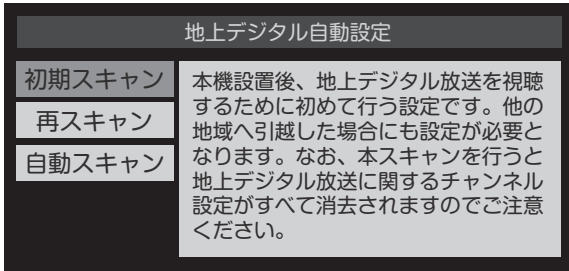 地上デジタル自動設定
初期スキャン
再スキャン
自動スキャン
本機設置後、地上デジタル放送を視聴
するために初めて行う設定です。他の
地域へ引越した場合にも設定が必要と
なります。なお、本スキャンを行うと
地上デジタル放送に関するチャンネル
設定がすべて消去されますのでご注意
ください。